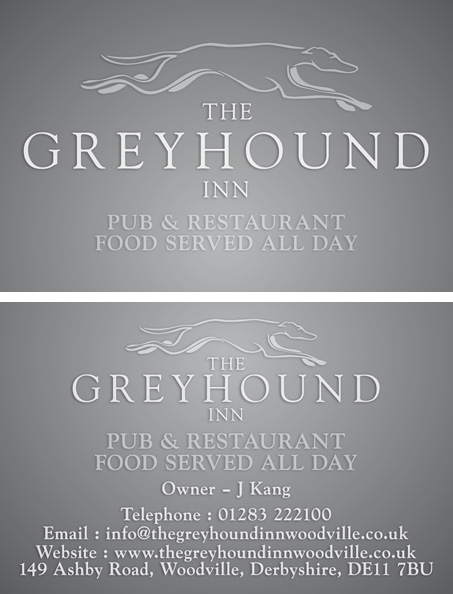 THE
GREYHOUND
INN
PUB & RESTAURANT
FOOD SERVED ALL DAY
THE
GREYHOUND
INN
PUB & RESTAURANT
FOOD SERVED ALL DAY
Owner – J Kang
Telephone : 01283 222100
Email : info@thegreyhoundinnwoodville.co.uk
Website : www.thegreyhoundinnwoodville.co.uk
149 Ashby Road, Woodville, Derbyshire, DE11 7BU